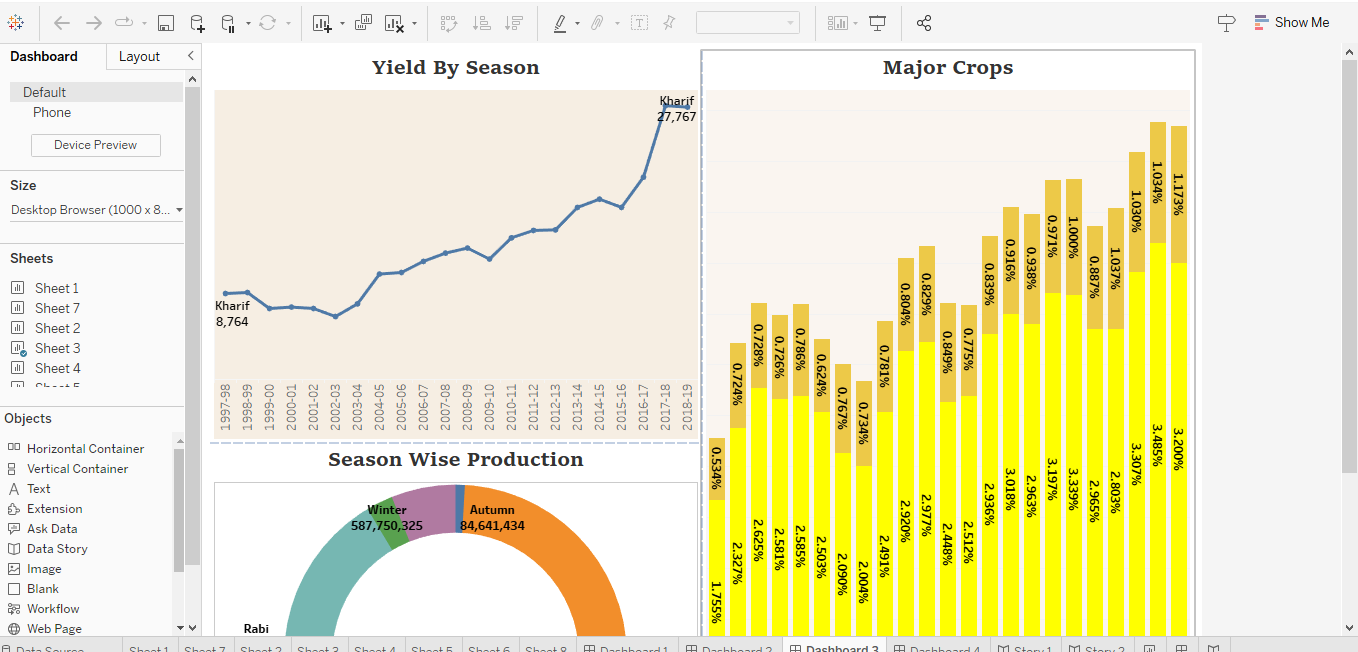 Show Me
Dashboard
Layout
Default
Phone
Device Preview
Size
Desktop Browser (1000 x 8...
Sheets
Sheet 1
Sheet 7
Sheet 2
Sheet 3
Sheet 4
Sheet 5
Objects
Horizontal Container
Vertical Container
Text
Extension
Ask Data
Data Story
Image
Blank
Workflow
Web Page
Yield By Season
Kharif
27,767
Kharif
8,764
1997-98
1998-99
1999-00
2000-01
2001-02
2002-03
2003-04
2004-05
2005-06
2006-07
2007-08
2008-09
2009-10
2010-11
2011-12
2012-13
2013-14
2014-15
2015-16
2016-17
2017-18
2018-19
Season Wise Production
Winter
587,750,325
Autumn
84,641,434
Rabi
Major Crops
0.534%
0.724%
0.728%
0.726%
0.786%
0.624%
0.767%
0.734%
0.781%
0.804%
0.829%
0.849%
0.775%
0.839%
0.916%
0.938%
0.971%
1.000%
0.887%
1.037%
1.030%
1.034%
1.173%
1.755%
2.327%
2.625%
2.581%
2.585%
2.503%
2.090%
2.004%
2.491%
2.920%
2.977%
2.448%
2.512%
2.936%
3.018%
2.963%
3.197%
3.339%
2.965%
2.803%
3.307%
3.485%
3.200%
Data Source
Sheet 1
Sheet 7
Sheet 2
Sheet 3
Sheet 4
Sheet 5
Sheet 6
Sheet 8
Dashboard 1
Dashboard 2
Dashboard 3
Dashboard 4
Story 1
Story 2